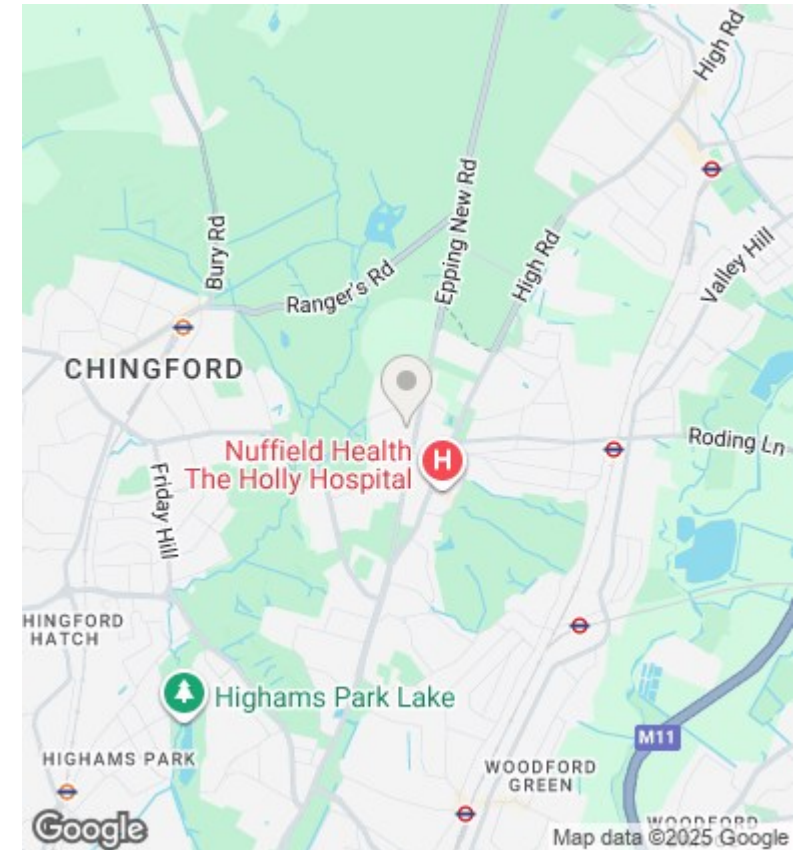 High Rd
Epping New Rd
Bury Rd
High Rd
Valley Hill
Ranger's Rd
CHINGFORD
Nuffield Health
The Holly Hospital
H
Roding Ln
Friday Hill
HINGFORD
HATCH
Highams Park Lake
M11
HIGHAMS PARK
WOODFORD
GREEN
WOODFORD
Google
Map data ©2025 Google